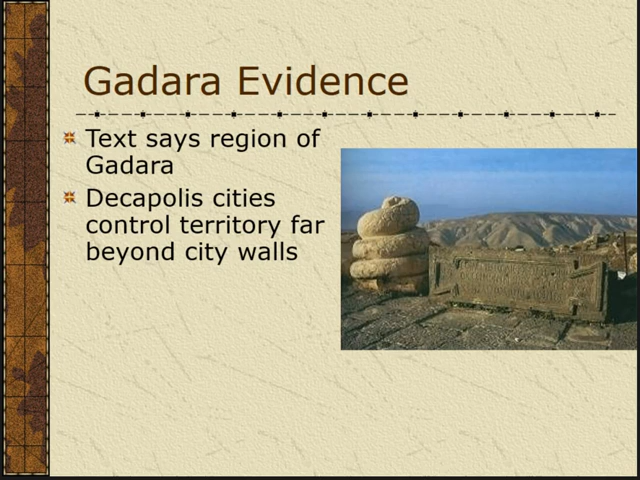 Gadara Evidence
Text says region of
Gadara
Decapolis cities
control territory far
beyond city walls